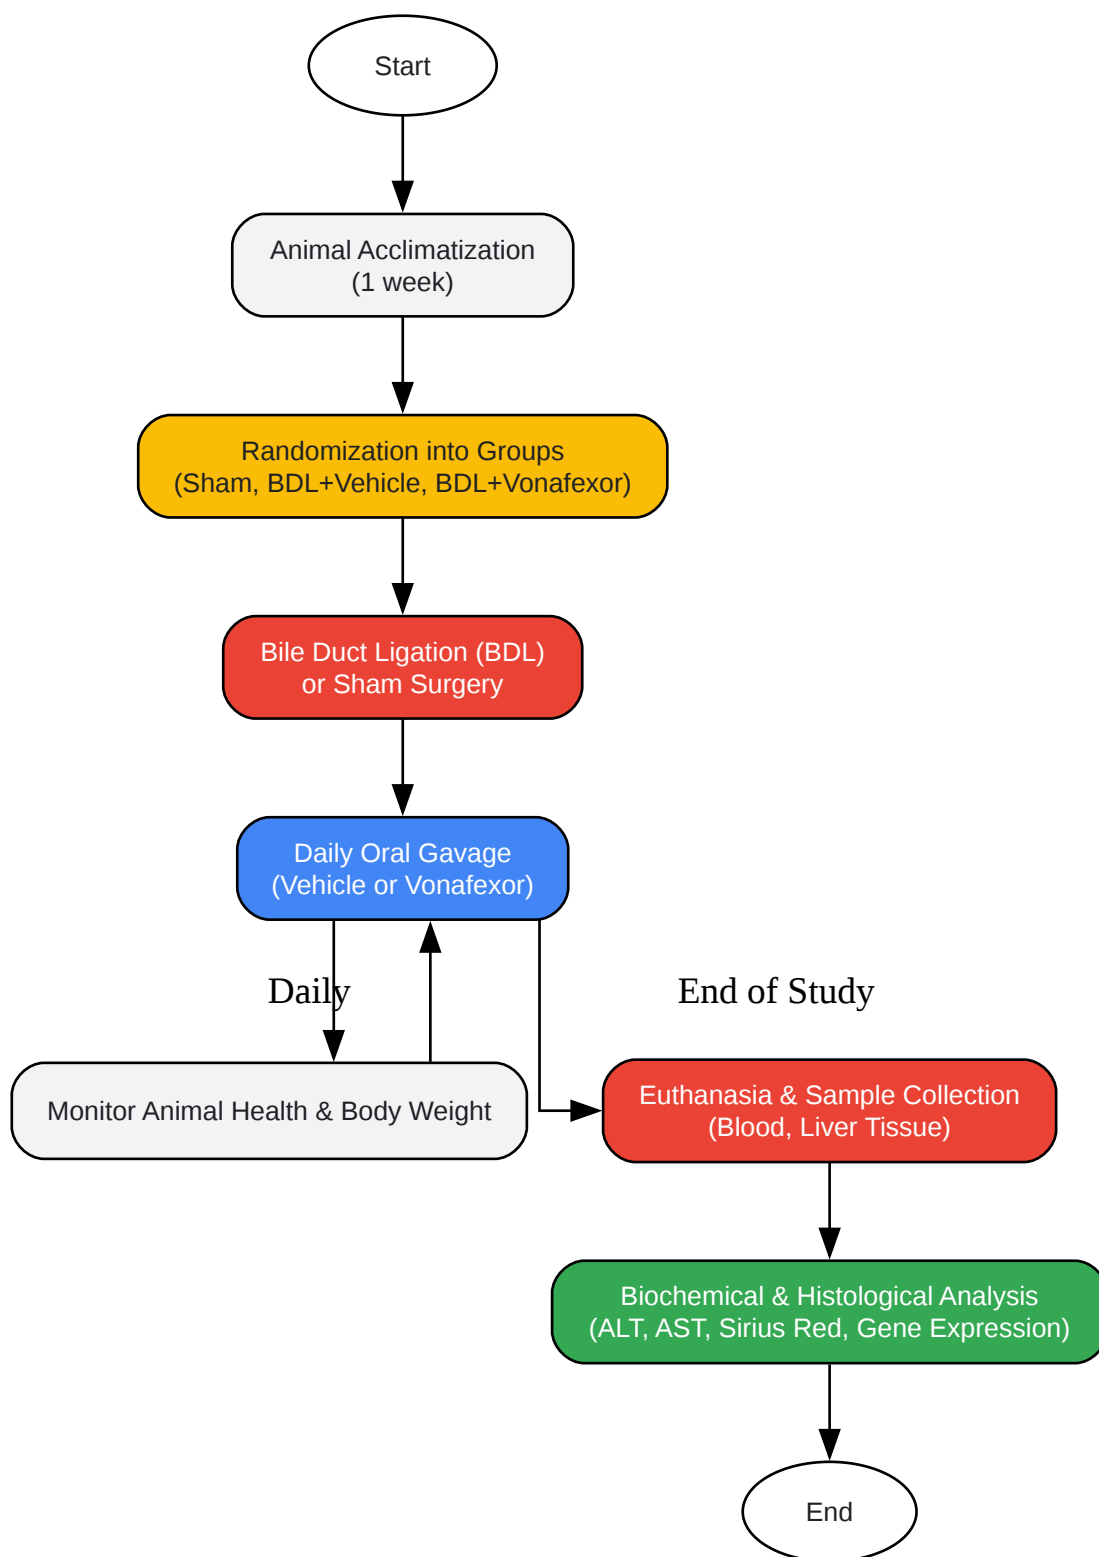 Start
Animal Acclimatization
(1 week)
Randomization into Groups
(Sham, BDL+Vehicle, BDL+Vonafexor)
Bile Duct Ligation (BDL)
or Sham Surgery
Daily Oral Gavage
(Vehicle or Vonafexor)
Daily
End of Study
Monitor Animal Health & Body Weight
Euthanasia & Sample Collection
(Blood, Liver Tissue)
Biochemical & Histological Analysis
(ALT, AST, Sirius Red, Gene Expression)
End